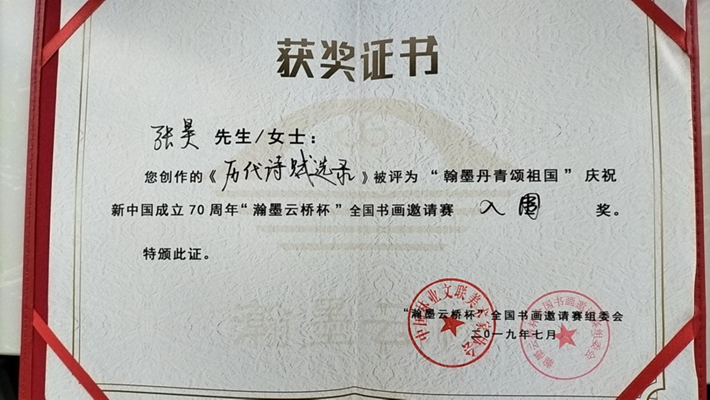 获奖证书
张昊 先生/女士:
您创作的《历代诗赋选录》被评为“翰墨丹青颂祖国”庆祝
新中国成立70周年“瀚墨云桥杯”全国书画邀请赛 入围 奖。
特颁此证。
“瀚墨云桥杯”全国书画邀请赛组委会
二〇一九年七月